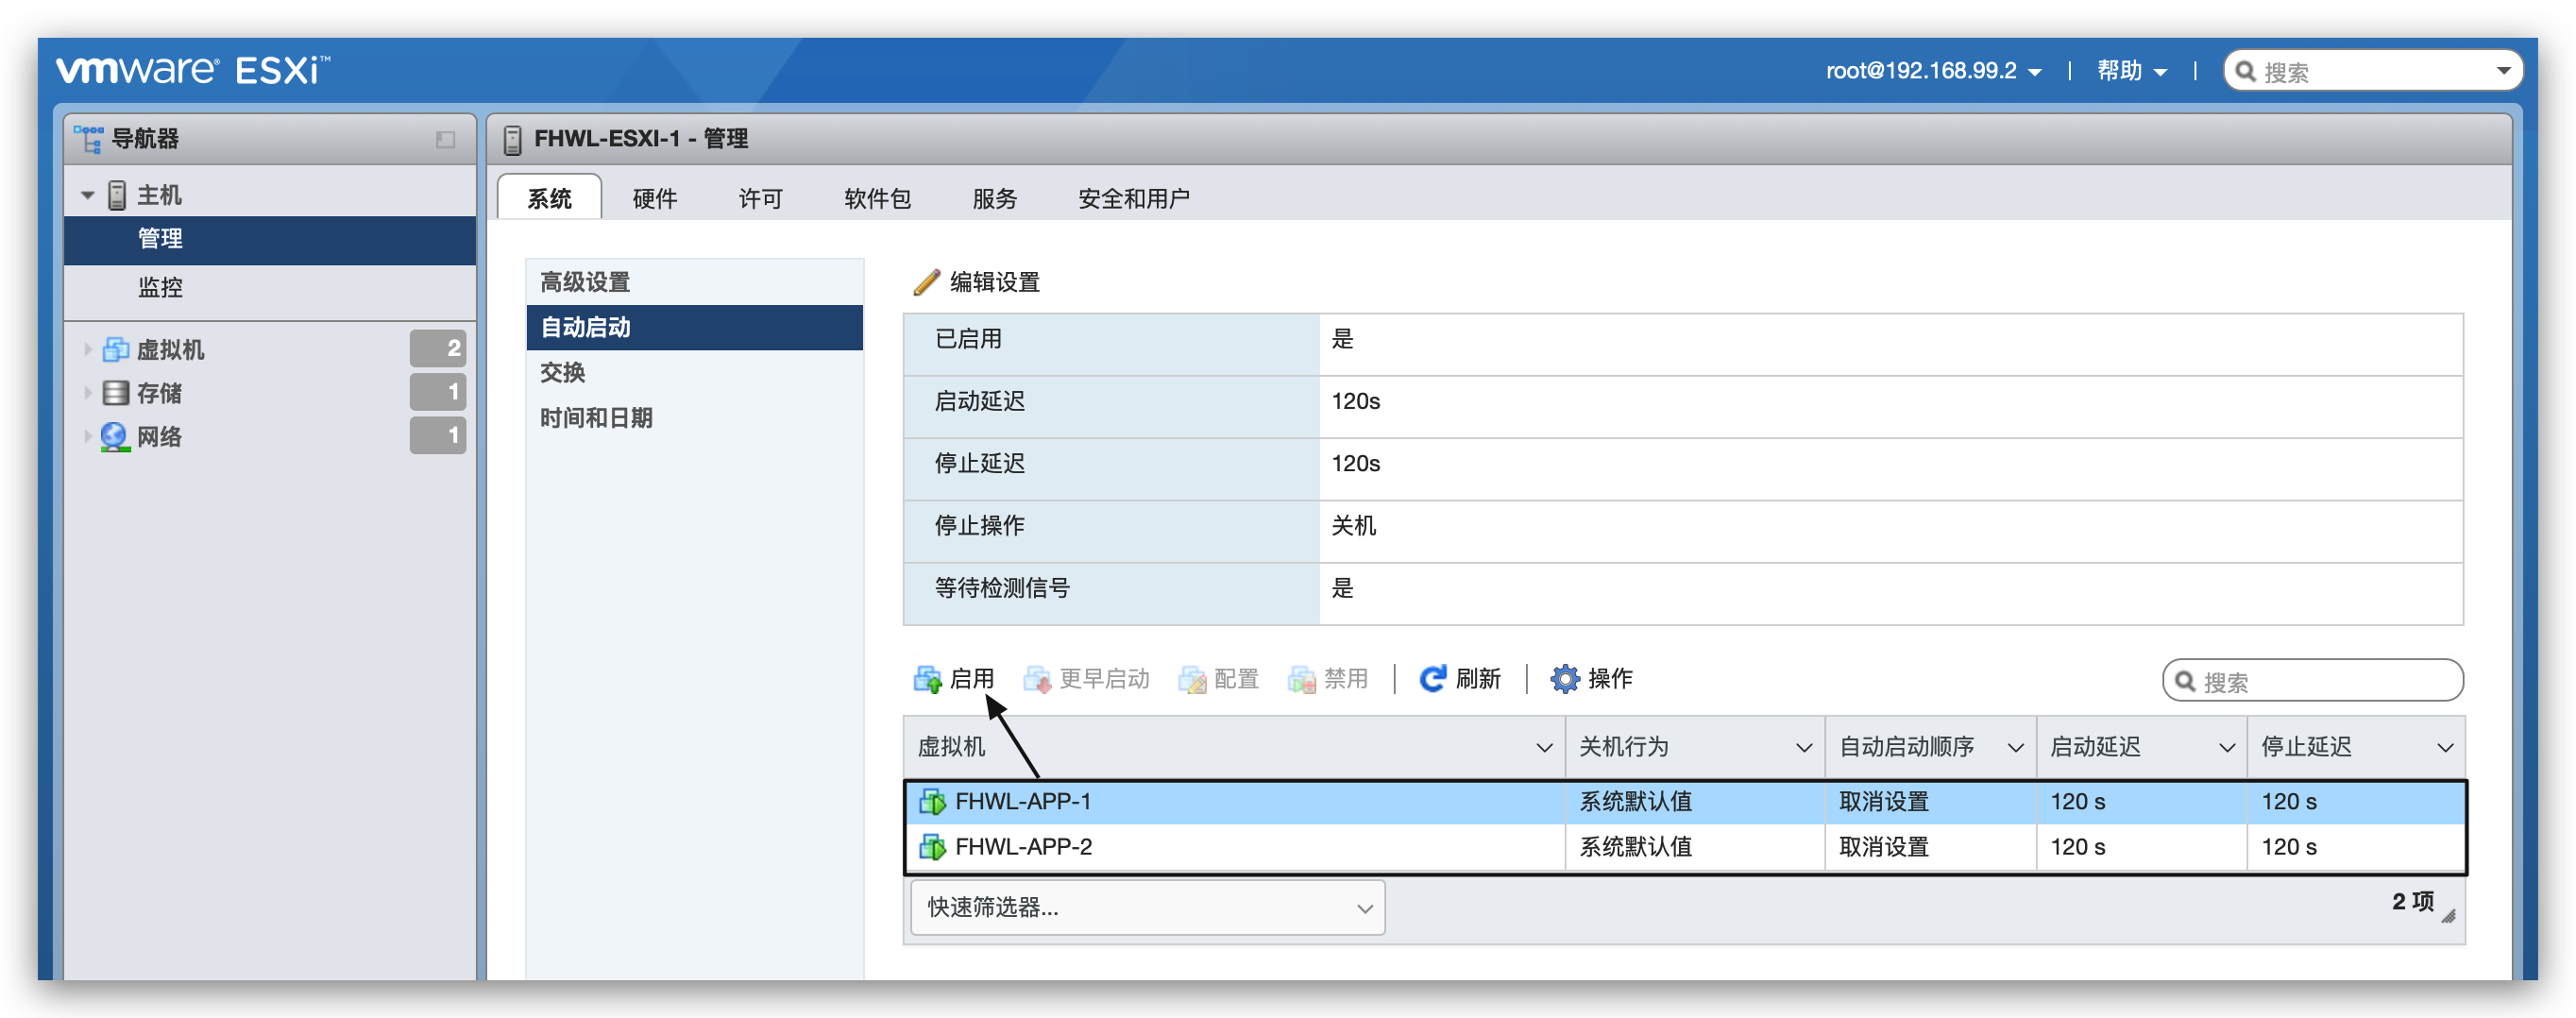 vmware® ESXi™
root@192.168.99.2 | 帮助 | 搜索
导航器
主机
管理
监控
虚拟机 2
存储 1
网络 1
FHWL-ESXI-1 - 管理
系统 硬件 许可 软件包 服务 安全和用户
高级设置
自动启动
交换
时间和日期
编辑设置
已启用 是
启动延迟 120s
停止延迟 120s
停止操作 关机
等待检测信号 是
启用 更早启动 配置 禁用 | 刷新 | 操作 搜索
虚拟机 关机行为 自动启动顺序 启动延迟 停止延迟
FHWL-APP-1 系统默认值 取消设置 120 s 120 s
FHWL-APP-2 系统默认值 取消设置 120 s 120 s
快速筛选器... 2 项